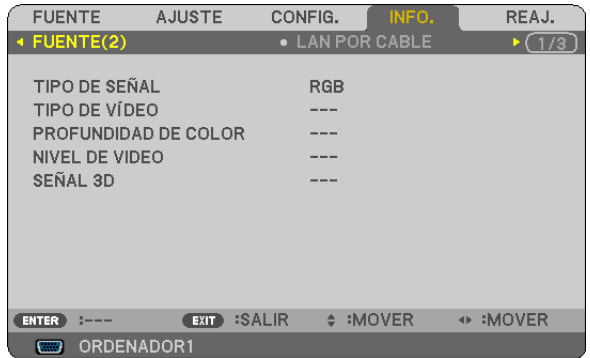 FUENTE AJUSTE CONFIG. INFO. REAJ.
FUENTE(2) • LAN POR CABLE 1/3
TIPO DE SEÑAL RGB
TIPO DE VÍDEO ---
PROFUNDIDAD DE COLOR ---
NIVEL DE VIDEO ---
SEÑAL 3D ---
ENTER :--- EXIT :SALIR :MOVER :MOVER
ORDENADOR1